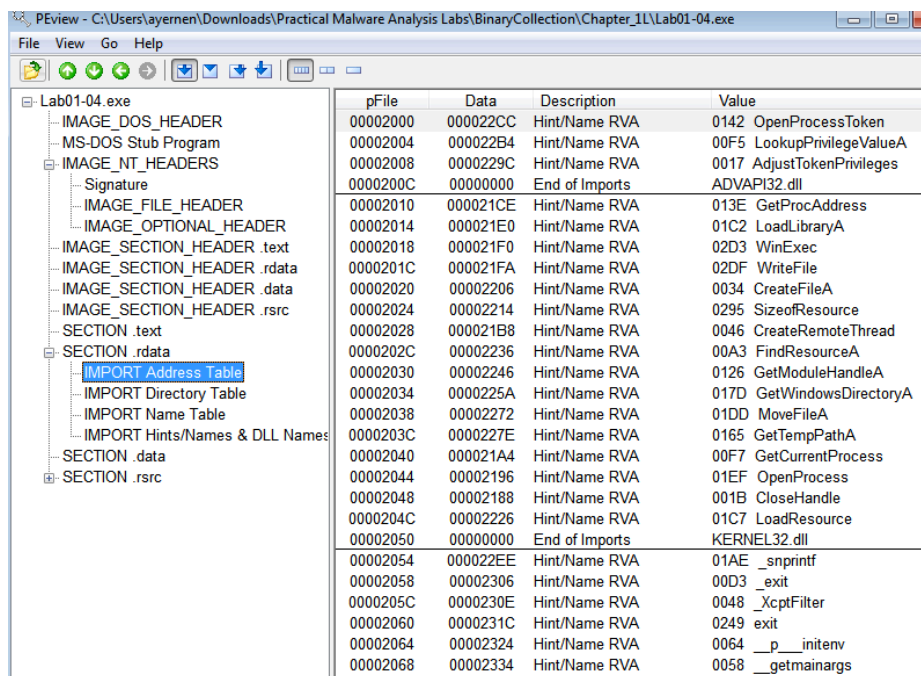 PEview - C:\Users\ayernen\Downloads\Practical Malware Analysis Labs\BinaryCollection\Chapter_1L\Lab01-04.exe
File View Go Help
Lab01-04.exe
IMAGE_DOS_HEADER
MS-DOS Stub Program
IMAGE_NT_HEADERS
Signature
IMAGE_FILE_HEADER
IMAGE_OPTIONAL_HEADER
IMAGE_SECTION_HEADER .text
IMAGE_SECTION_HEADER .rdata
IMAGE_SECTION_HEADER .data
IMAGE_SECTION_HEADER .rsrc
SECTION .text
SECTION .rdata
IMPORT Address Table
IMPORT Directory Table
IMPORT Name Table
IMPORT Hints/Names & DLL Names
SECTION .data
SECTION .rsrc
pFile Data Description Value
00002000 000022CC Hint/Name RVA 0142 OpenProcessToken
00002004 000022B4 Hint/Name RVA 00F5 LookupPrivilegeValueA
00002008 0000229C Hint/Name RVA 0017 AdjustTokenPrivileges
0000200C 00000000 End of Imports ADVAPI32.dll
00002010 000021CE Hint/Name RVA 013E GetProcAddress
00002014 000021E0 Hint/Name RVA 01C2 LoadLibraryA
00002018 000021F0 Hint/Name RVA 02D3 WinExec
0000201C 000021FA Hint/Name RVA 02DF WriteFile
00002020 00002206 Hint/Name RVA 0034 CreateFileA
00002024 00002214 Hint/Name RVA 0295 SizeofResource
00002028 000021B8 Hint/Name RVA 0046 CreateRemoteThread
0000202C 00002236 Hint/Name RVA 00A3 FindResourceA
00002030 00002246 Hint/Name RVA 0126 GetModuleHandleA
00002034 0000225A Hint/Name RVA 017D GetWindowsDirectoryA
00002038 00002272 Hint/Name RVA 01DD MoveFileA
0000203C 0000227E Hint/Name RVA 0165 GetTempPathA
00002040 000021A4 Hint/Name RVA 00F7 GetCurrentProcess
00002044 00002196 Hint/Name RVA 01EF OpenProcess
00002048 00002188 Hint/Name RVA 001B CloseHandle
0000204C 00002226 Hint/Name RVA 01C7 LoadResource
00002050 00000000 End of Imports KERNEL32.dll
00002054 000022EE Hint/Name RVA 01AE _snprintf
00002058 00002306 Hint/Name RVA 00D3 _exit
0000205C 0000230E Hint/Name RVA 0048 _XcptFilter
00002060 0000231C Hint/Name RVA 0249 exit
00002064 00002324 Hint/Name RVA 0064 __p___initenv
00002068 00002334 Hint/Name RVA 0058 __getmainargs